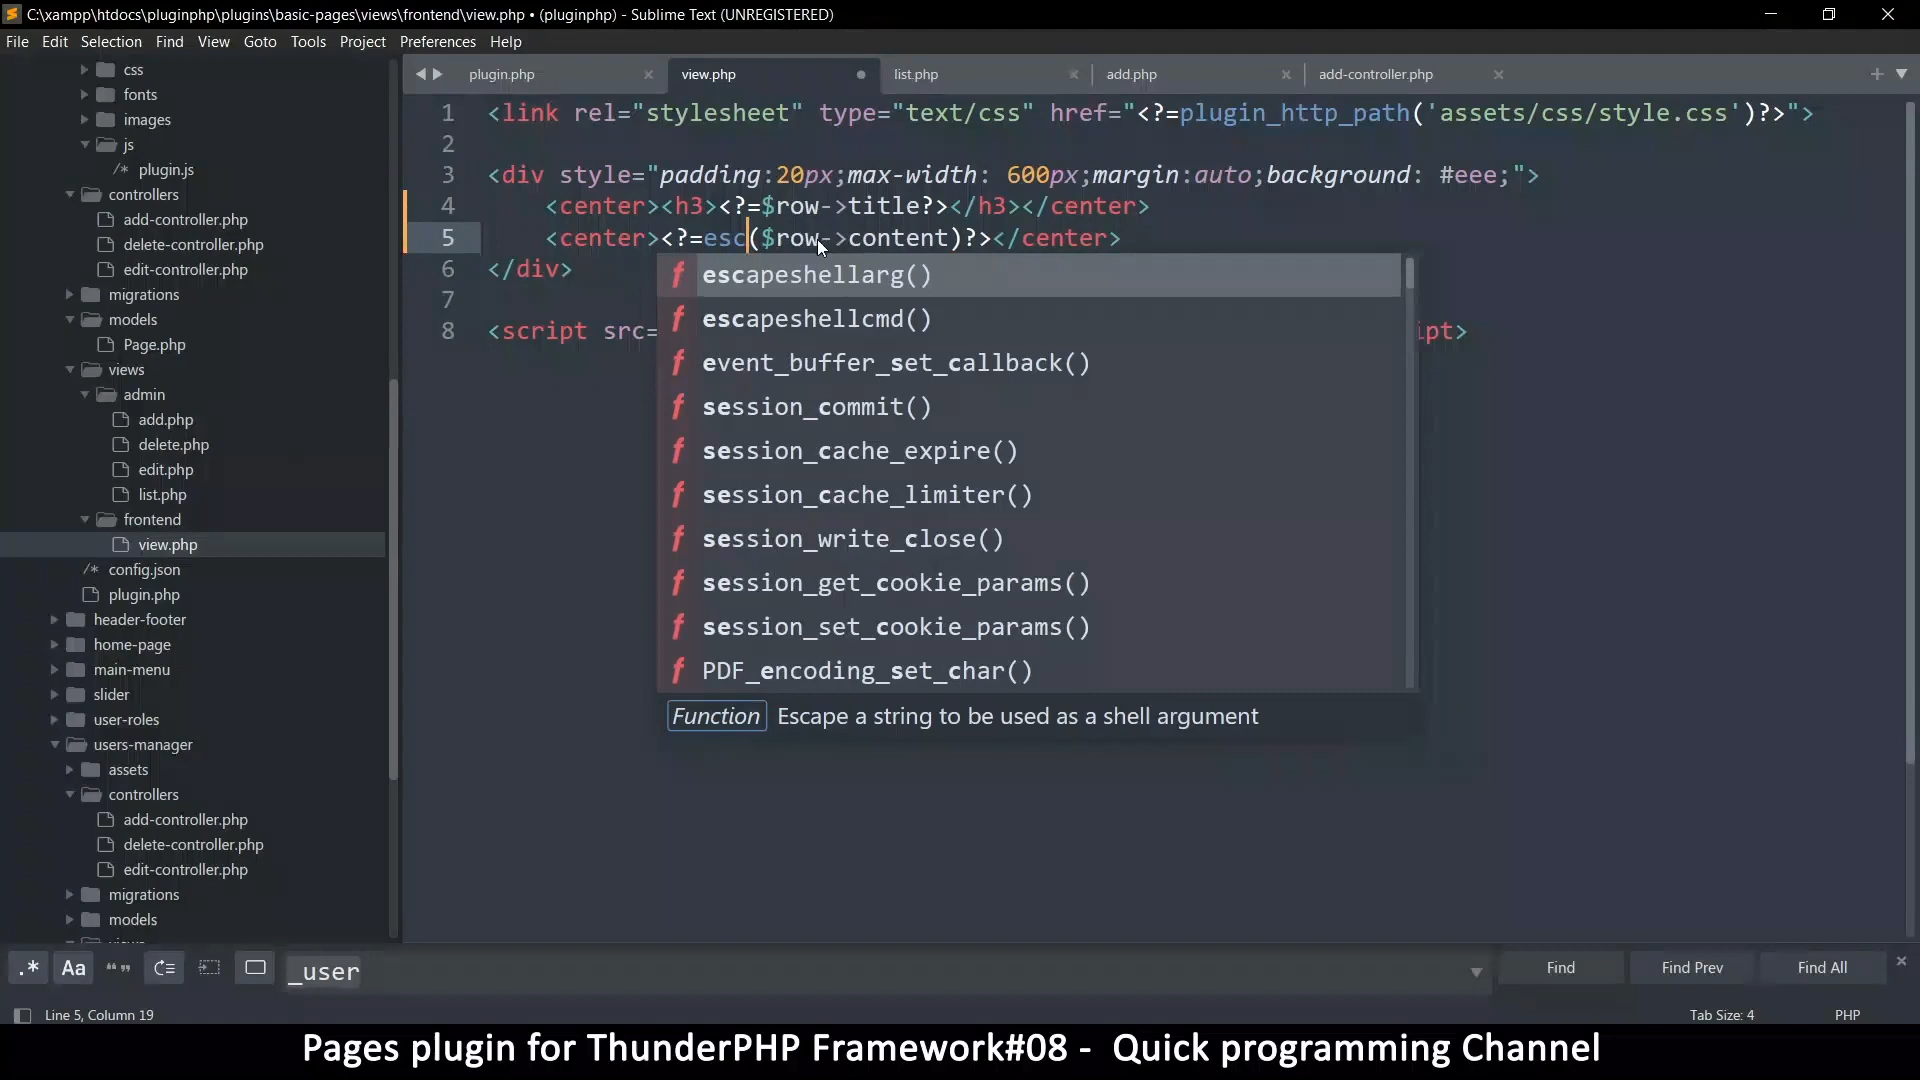 C:\xampp\htdocs\pluginphp\plugins\basic-pages\views\frontend\view.php • (pluginphp) - Sublime Text (UNREGISTERED)
File Edit Selection Find View Goto Tools Project Preferences Help
css
fonts
images
js
/* plugin.js
controllers
add-controller.php
delete-controller.php
edit-controller.php
migrations
models
Page.php
views
admin
add.php
delete.php
edit.php
list.php
frontend
view.php
/* config.json
plugin.php
header-footer
home-page
main-menu
slider
user-roles
users-manager
assets
controllers
add-controller.php
delete-controller.php
edit-controller.php
migrations
models
plugin.php view.php list.php add.php add-controller.php
1 <link rel="stylesheet" type="text/css" href="<?=plugin_http_path('assets/css/style.css')?>">
2
3 <div style="padding:20px;max-width: 600px;margin:auto;background: #eee;">
4 <center><h3><?=$row->title?></h3></center>
5 <center><?=esc($row->content)?></center>
6 </div>
7
8 <script src= ipt>
f escapeshellarg()
f escapeshellcmd()
f event_buffer_set_callback()
f session_commit()
f session_cache_expire()
f session_cache_limiter()
f session_write_close()
f session_get_cookie_params()
f session_set_cookie_params()
f PDF_encoding_set_char()
Function Escape a string to be used as a shell argument
.* Aa “” _user Find Find Prev Find All
Line 5, Column 19 Tab Size: 4 PHP
Pages plugin for ThunderPHP Framework#08 - Quick programming Channel